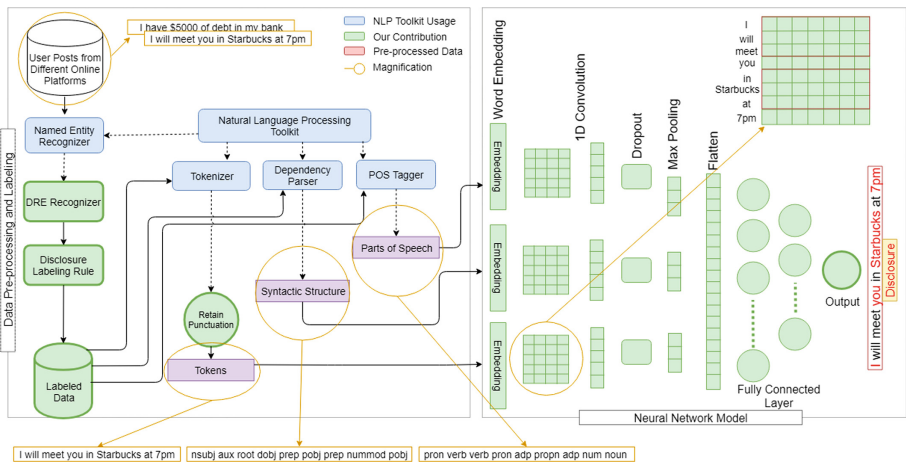 I have $5000 of debt in my bank
I will meet you in Starbucks at 7pm
User Posts from
Different Online
Platforms
NLP Toolkit Usage
Our Contribution
Pre-processed Data
Magnification
Data Pre-processing and Labeling
Named Entity
Recognizer
Natural Language Processing
Toolkit
Tokenizer
Dependency
Parser
POS Tagger
DRE Recognizer
Disclosure
Labeling Rule
Parts of Speech
Syntactic Structure
Retain
Punctuation
Tokens
Labeled
Data
I will meet you in Starbucks at 7pm
nsubj aux root dobj prep pobj prep nummod pobj
pron verb verb pron adp propn adp num noun
Word Embedding
1D Convolution
Dropout
Max Pooling
Flatten
Embedding
Embedding
Embedding
I
will
meet
you
in
Starbucks
at
7pm
Output
Fully Connected
Layer
Neural Network Model
I will meet you in Starbucks at 7pm
Disclosure